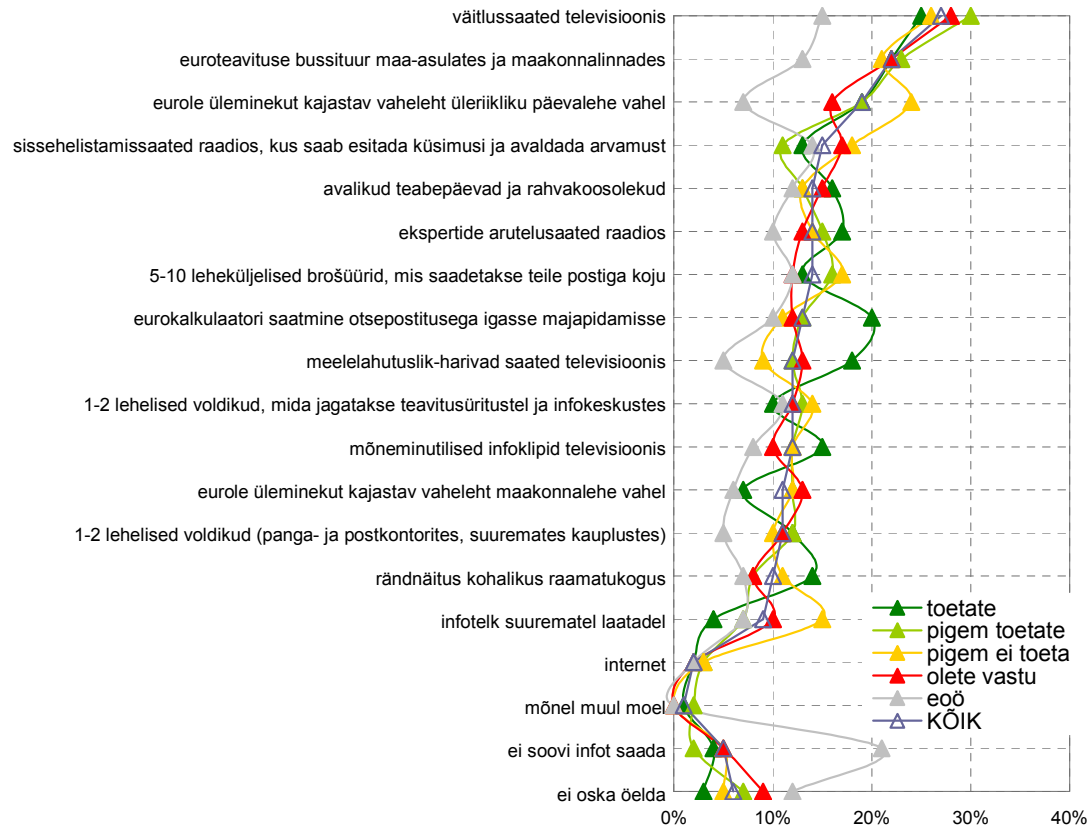 väitlussaated televisioonis
euroteavituse bussituur maa-asulates ja maakonnalinnades
eurole üleminekut kajastav vaheleht üleriikliku päevalehe vahel
sissehelistamissaated raadios, kus saab esitada küsimusi ja avaldada arvamust
avalikud teabepäevad ja rahvakoosolekud
ekspertide arutelusaated raadios
5-10 leheküljelised brošüürid, mis saadetakse teile postiga koju
eurokalkulaatori saatmine otsepostitusega igasse majapidamisse
meelelahutuslik-harivad saated televisioonis
1-2 lehelised voldikud, mida jagatakse teavitusüritustel ja infokeskustes
mõneminutilised infoklipid televisioonis
eurole üleminekut kajastav vaheleht maakonnalehe vahel
1-2 lehelised voldikud (panga- ja postkontorites, suuremates kauplustes)
rändnäitus kohalikus raamatukogus
infotelk suurematel laatadel
internet
mõnel muul moel
ei soovi infot saada
ei oska öelda
toetate
pigem toetate
pigem ei toeta
olete vastu
eoö
KÕIK
0% 10% 20% 30% 40%